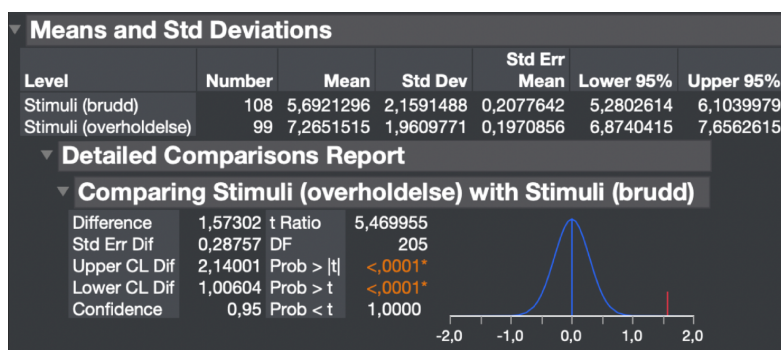 Means and Std Deviations
Std Err
Level Number Mean Std Dev Mean Lower 95% Upper 95%
Stimuli (brudd) 108 5,6921296 2,1591488 0,2077642 5,2802614 6,1039979
Stimuli (overholdelse) 99 7,2651515 1,9609771 0,1970856 6,8740415 7,6562615
Detailed Comparisons Report
Comparing Stimuli (overholdelse) with Stimuli (brudd)
Difference 1,57302 t Ratio 5,469955
Std Err Dif 0,28757 DF 205
Upper CL Dif 2,14001 Prob > |t| <,0001*
Lower CL Dif 1,00604 Prob > t <,0001*
Confidence 0,95 Prob < t 1,0000
-2,0 -1,0 0,0 1,0 2,0